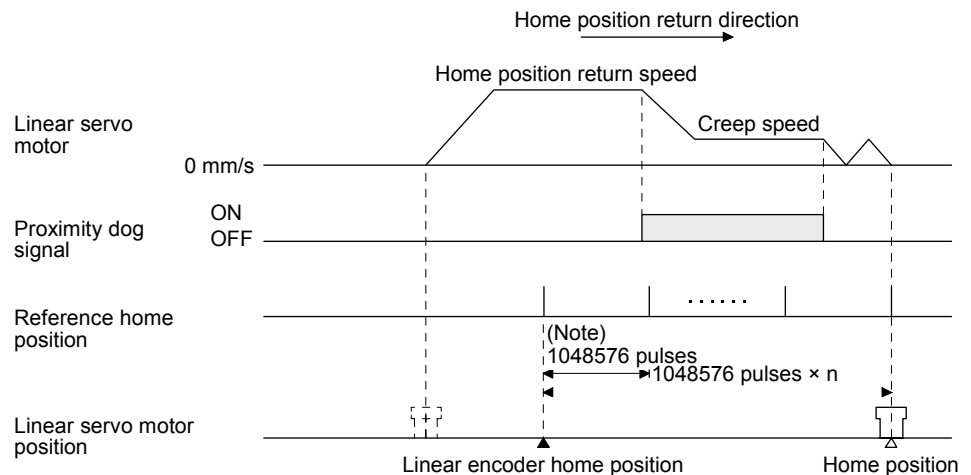 Home position return direction
Home position return speed
Linear servo
motor
Creep speed
0 mm/s
ON
Proximity dog
signal
OFF
Reference home
position
......
(Note)
1048576 pulses
1048576 pulses × n
Linear servo motor
position
Linear encoder home position
Home position